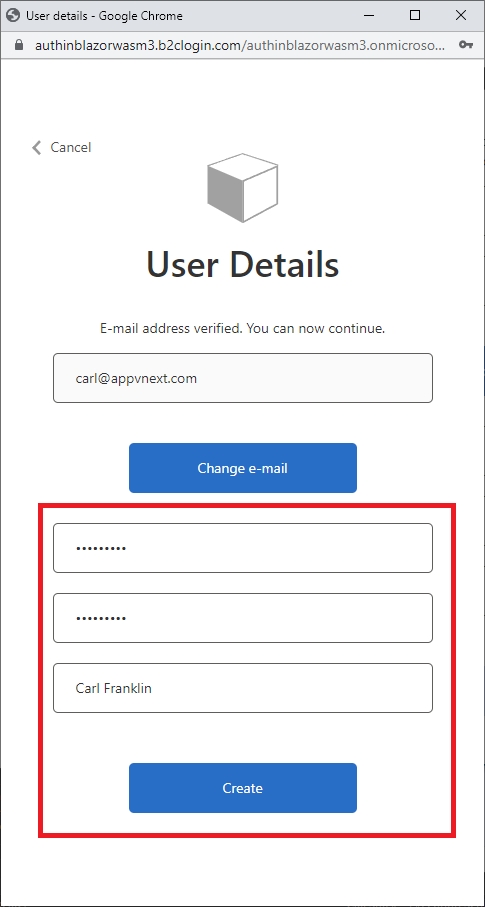 User details - Google Chrome
authinblazorwasm3.b2clogin.com/authinblazorwasm3.onmicroso...
Cancel
User Details
E-mail address verified. You can now continue.
carl@appvnext.com
Change e-mail
•••••••••
•••••••••
Carl Franklin
Create